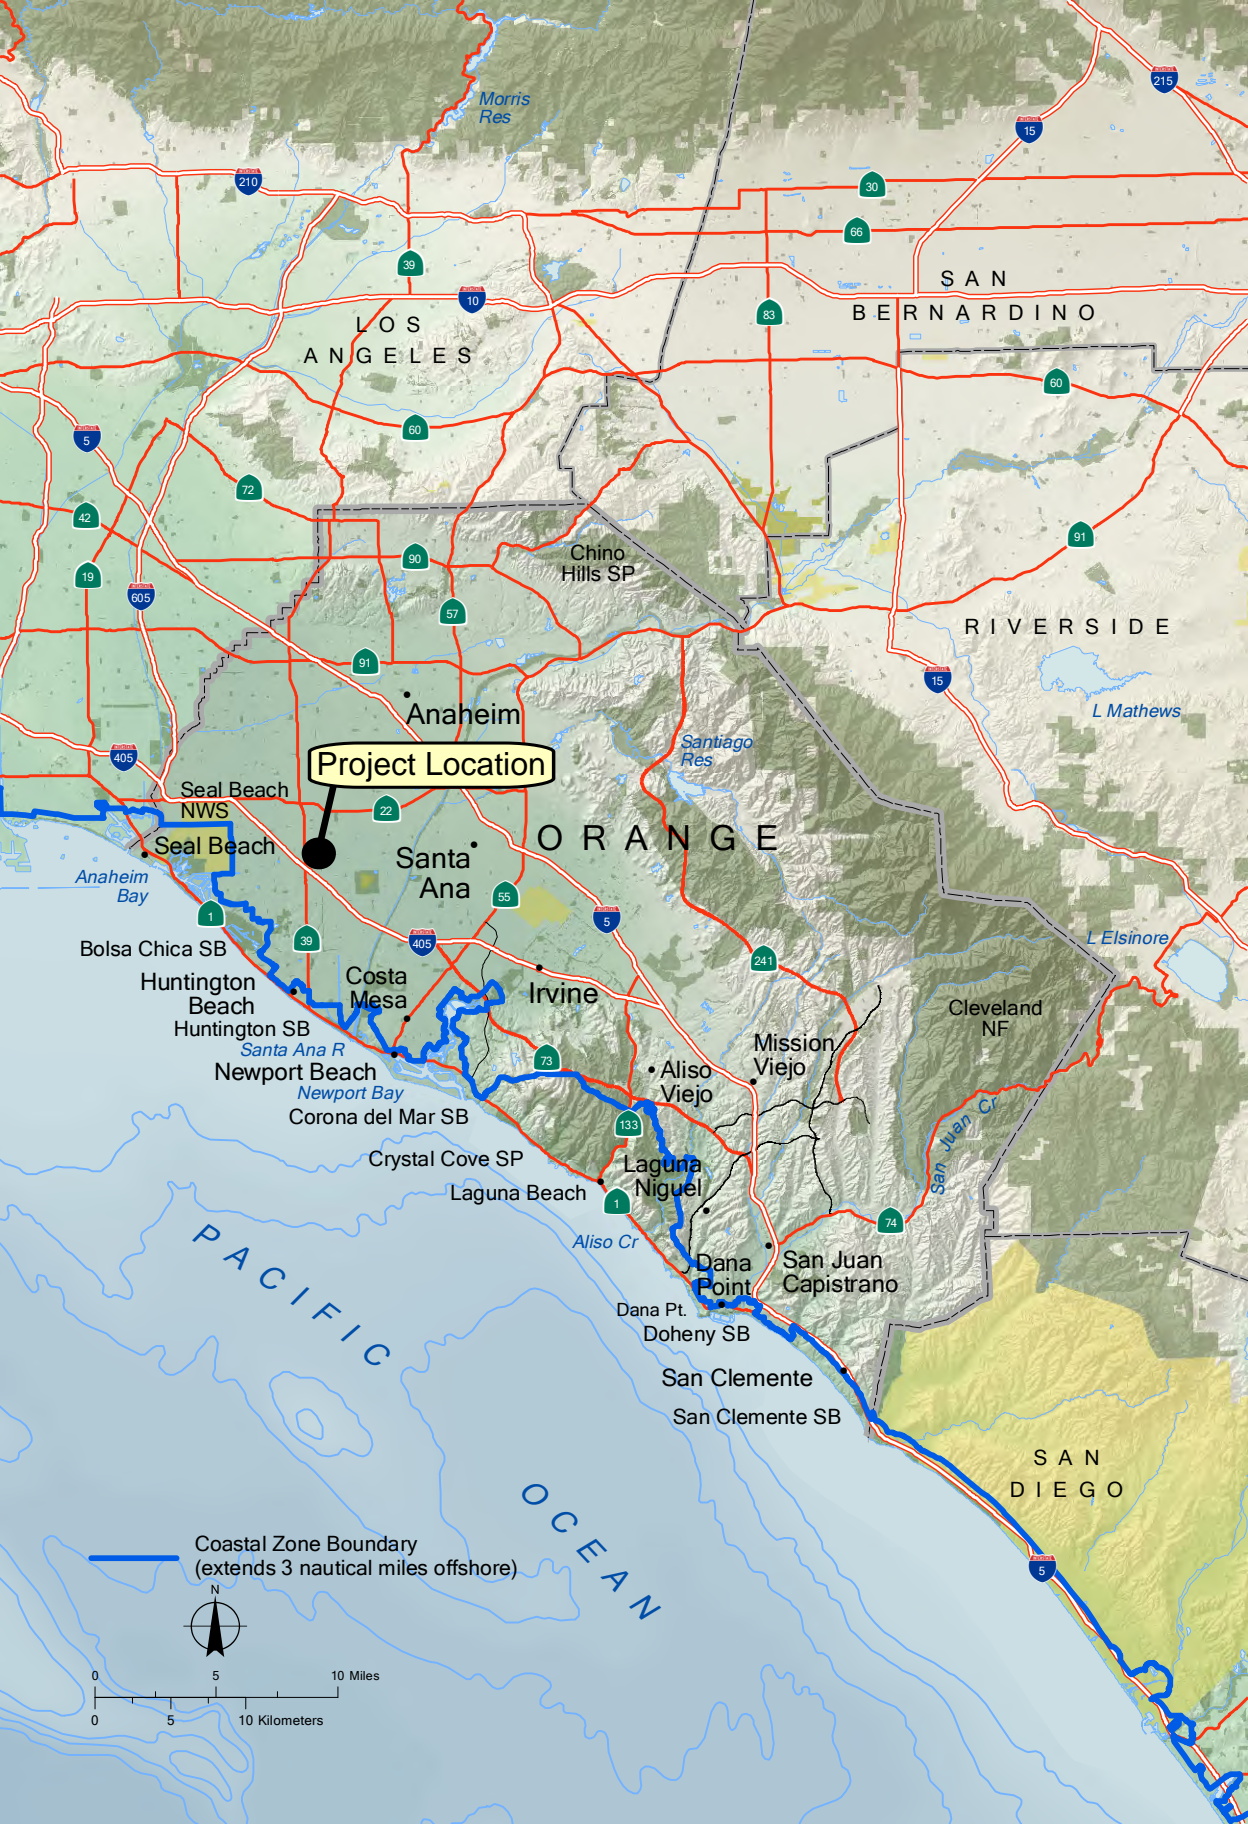 Morris
Res
215
15
210
30
66
39
SAN
10
BERNARDINO
83
LOS
ANGELES
60
60
5
72
42
91
90
Chino
Hills SP
19
605
57
RIVERSIDE
91
15
Anaheim
L Mathews
Santiago
Res
405
Project Location
Seal Beach
NWS
22
ORANGE
Seal Beach
Santa
Ana
Anaheim
Bay
55
1
5
39
405
L Elsinore
Bolsa Chica SB
241
Huntington
Beach
Costa
Mesa
Irvine
Cleveland
NF
Huntington SB
Santa Ana R
Mission
Viejo
Newport Beach
73
Aliso
Viejo
Newport Bay
Corona del Mar SB
133
San Juan Cr
Crystal Cove SP
Laguna
Niguel
Laguna Beach
1
74
Aliso Cr
PACIFIC
Dana
Point
San Juan
Capistrano
Dana Pt.
Doheny SB
San Clemente
San Clemente SB
SAN
DIEGO
OCEAN
Coastal Zone Boundary
(extends 3 nautical miles offshore)
5
N
0 5 10 Miles
0 5 10 Kilometers